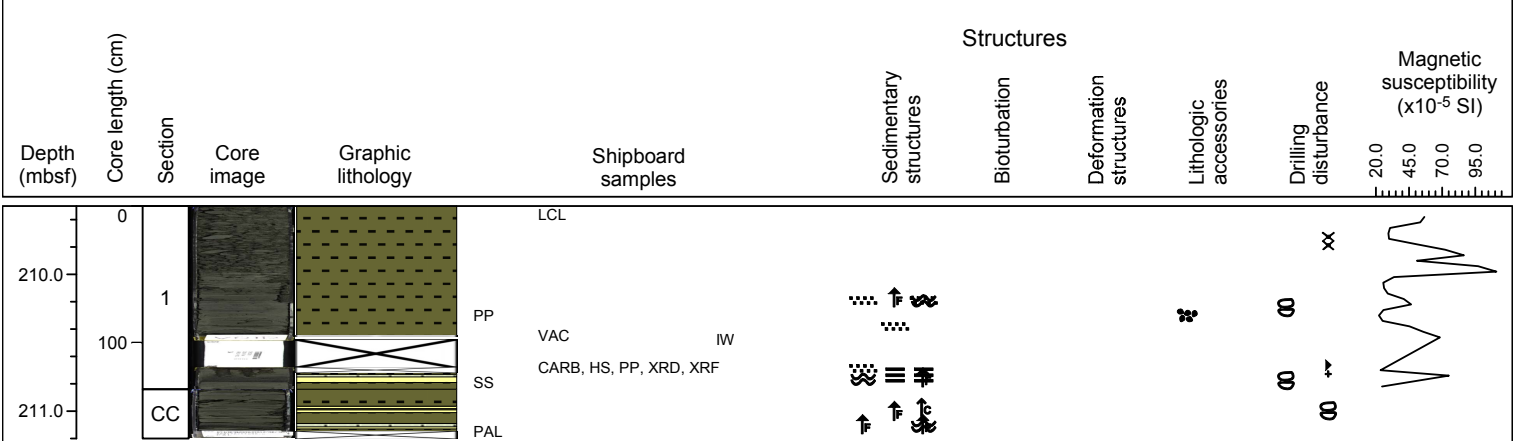 Structures
Depth
(mbsf)
Core length (cm)
Section
Core
image
Graphic
lithology
Shipboard
samples
Sedimentary
structures
Bioturbation
Deformation
structures
Lithologic
accessories
Drilling
disturbance
Magnetic
susceptibility
(x10-5 SI)
20.0 45.0 70.0 95.0
0
LCL
210.0
1
PP
F
100
VAC
IW
CARB, HS, PP, XRD, XRF
SS
211.0
CC
F F C
PAL